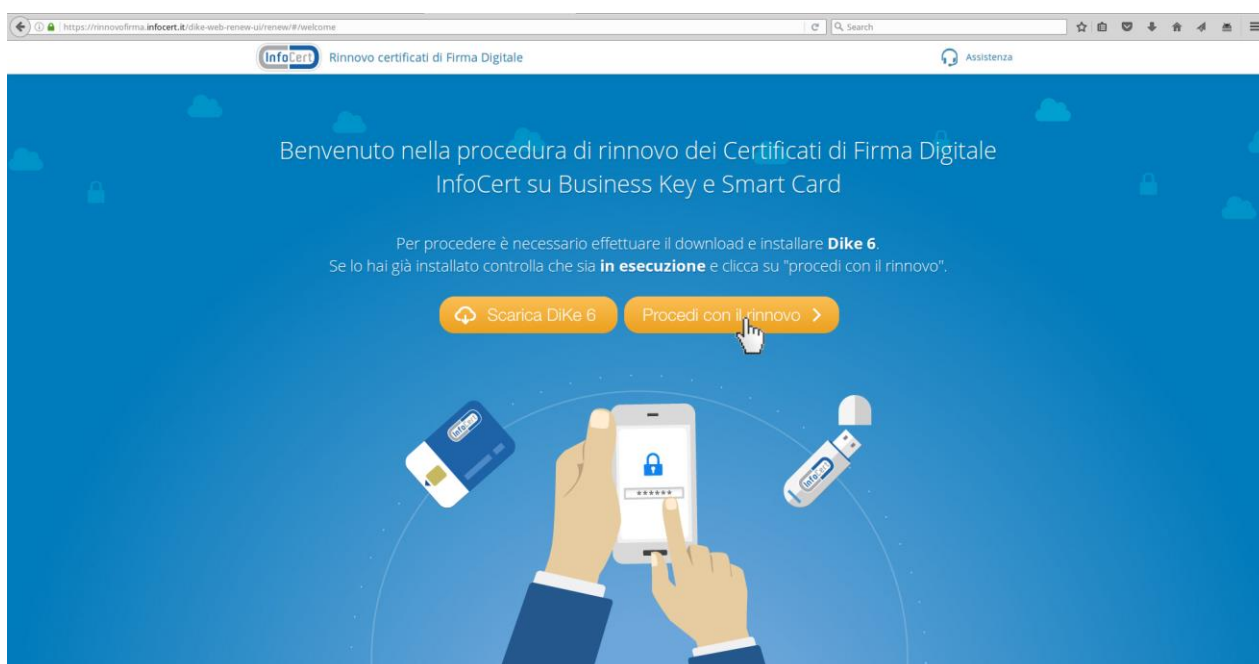 https://rinnovofirma.infocert.it/dike-web-renew-ui/renew/#/welcome
Search
InfoCert
Rinnovo certificati di Firma Digitale
Assistenza
Benvenuto nella procedura di rinnovo dei Certificati di Firma Digitale
InfoCert su Business Key e Smart Card
Per procedere è necessario effettuare il download e installare Dike 6.
Se lo hai già installato controlla che sia in esecuzione e clicca su "procedi con il rinnovo".
Scarica DiKe 6
Procedi con il rinnovo
InfoCert
******
InfoCert